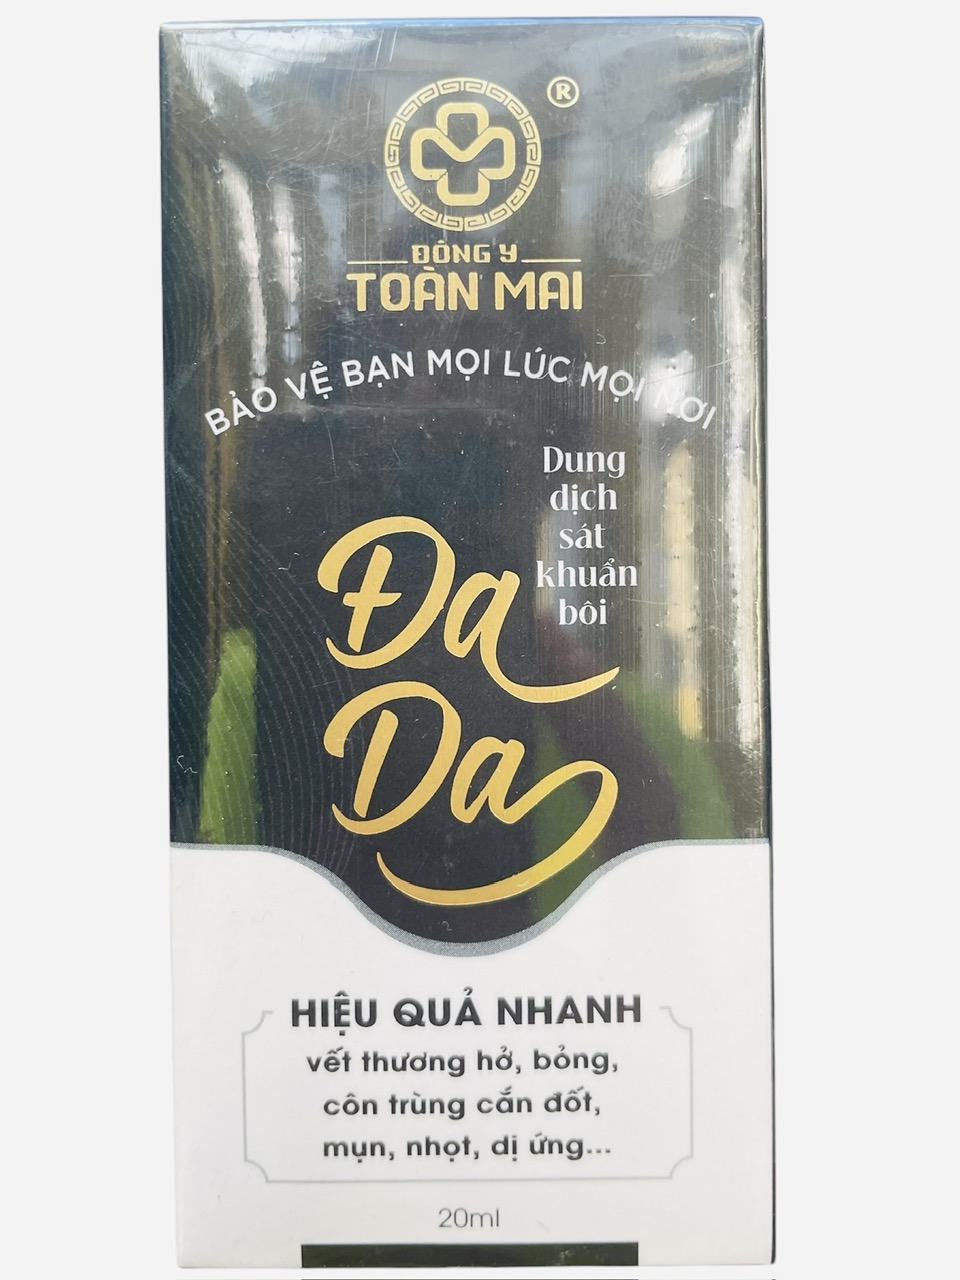 ®
ĐÔNG Y
TOÀN MAI
BẢO VỆ BẠN MỌI LÚC MỌI NƠI
Dung
dịch
sát
khuẩn
bôi
Đa
Da
HIỆU QUẢ NHANH
vết thương hở, bỏng,
côn trùng cắn đốt,
mụn, nhọt, dị ứng...
20ml